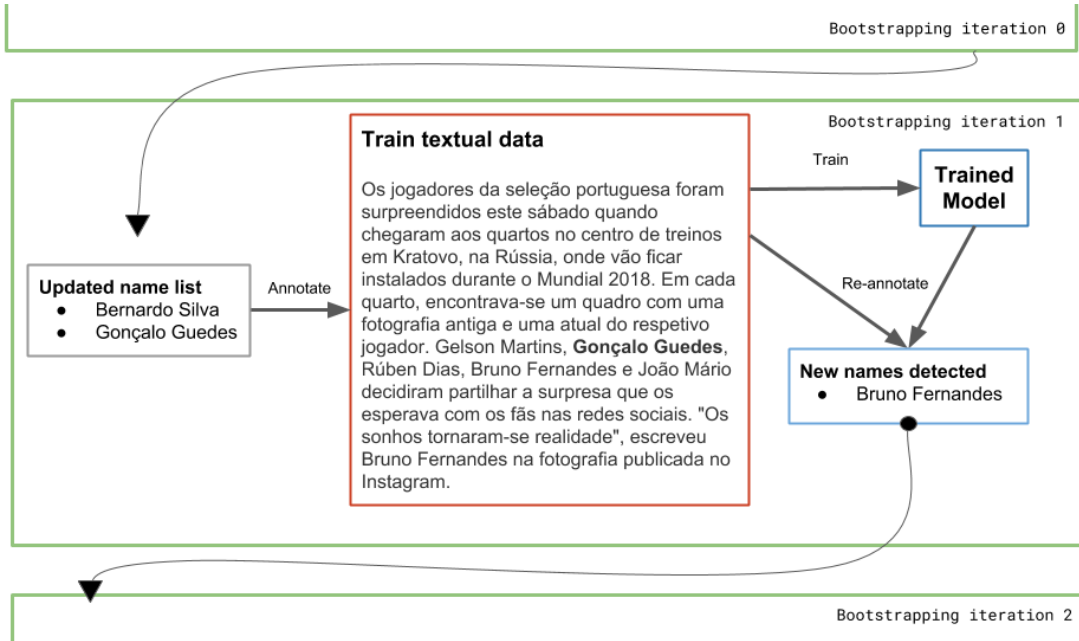 Bootstrapping iteration 0
Bootstrapping iteration 1
Updated name list
● Bernardo Silva
● Gonçalo Guedes
Annotate
Train textual data
Os jogadores da seleção portuguesa foram
surpreendidos este sábado quando
chegaram aos quartos no centro de treinos
em Kratovo, na Rússia, onde vão ficar
instalados durante o Mundial 2018. Em cada
quarto, encontrava-se um quadro com uma
fotografia antiga e uma atual do respetivo
jogador. Gelson Martins, Gonçalo Guedes,
Rúben Dias, Bruno Fernandes e João Mário
decidiram partilhar a surpresa que os
esperava com os fãs nas redes sociais. "Os
sonhos tornaram-se realidade", escreveu
Bruno Fernandes na fotografia publicada no
Instagram.
Train
Trained
Model
Re-annotate
New names detected
● Bruno Fernandes
Bootstrapping iteration 2